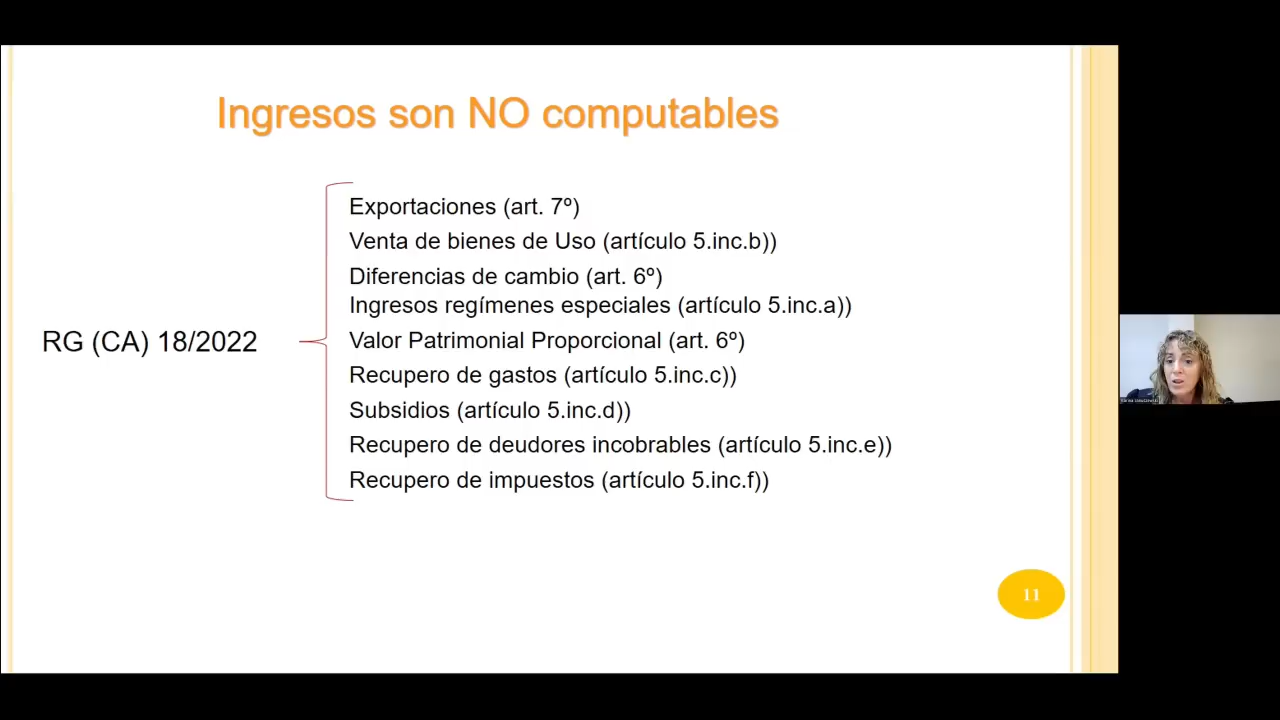 Ingresos son NO computables
RG (CA) 18/2022
Exportaciones (art. 7º)
Venta de bienes de Uso (artículo 5.inc.b))
Diferencias de cambio (art. 6º)
Ingresos regímenes especiales (artículo 5.inc.a))
Valor Patrimonial Proporcional (art. 6º)
Recupero de gastos (artículo 5.inc.c))
Subsidios (artículo 5.inc.d))
Recupero de deudores incobrables (artículo 5.inc.e))
Recupero de impuestos (artículo 5.inc.f))
11